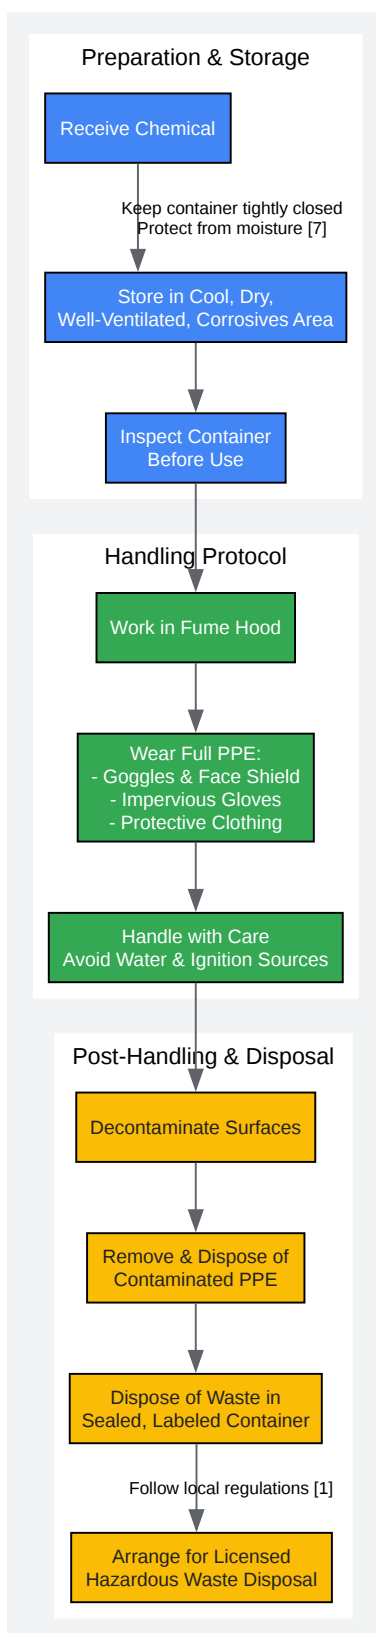 Preparation & Storage
Receive Chemical
Keep container tightly closed
Protect from moisture [7]
Store in Cool, Dry,
Well-Ventilated, Corrosives Area
Inspect Container
Before Use
Handling Protocol
Work in Fume Hood
Wear Full PPE:
- Goggles & Face Shield
- Impervious Gloves
- Protective Clothing
Handle with Care
Avoid Water & Ignition Sources
Post-Handling & Disposal
Decontaminate Surfaces
Remove & Dispose of
Contaminated PPE
Dispose of Waste in
Sealed, Labeled Container
Follow local regulations [1]
Arrange for Licensed
Hazardous Waste Disposal